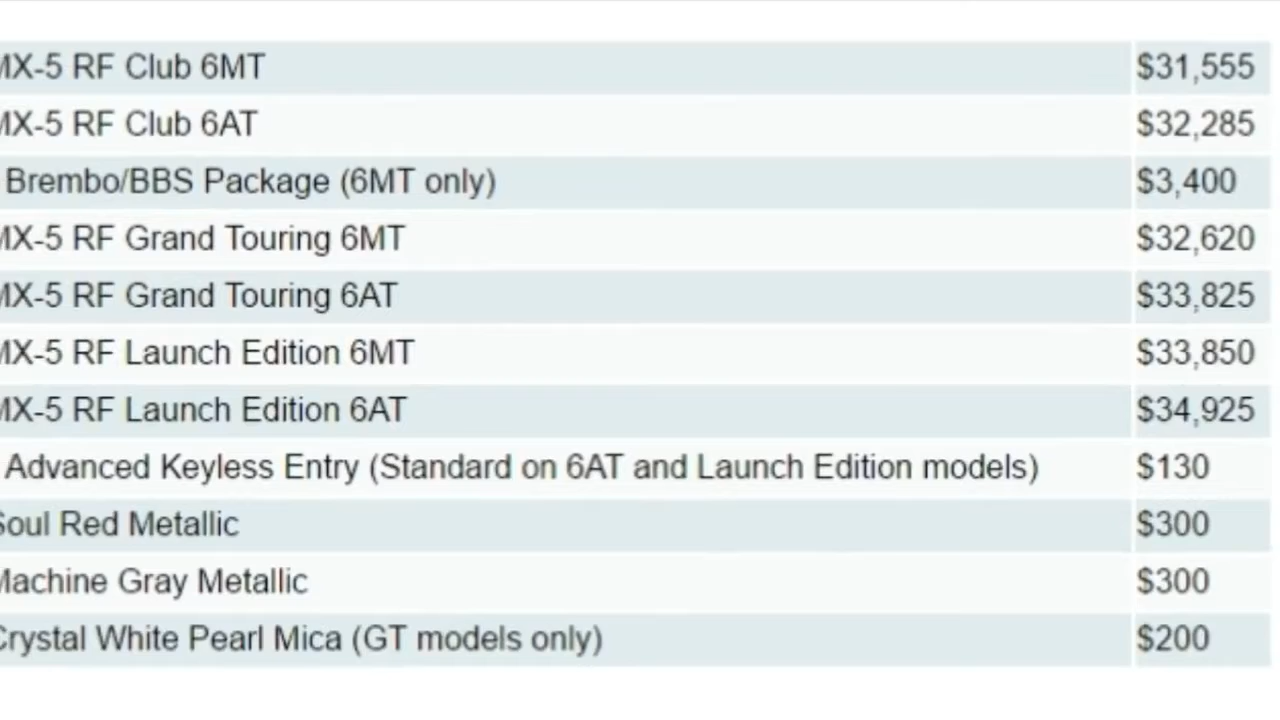 MX-5 RF Club 6MT $31,555
MX-5 RF Club 6AT $32,285
Brembo/BBS Package (6MT only) $3,400
MX-5 RF Grand Touring 6MT $32,620
MX-5 RF Grand Touring 6AT $33,825
MX-5 RF Launch Edition 6MT $33,850
MX-5 RF Launch Edition 6AT $34,925
Advanced Keyless Entry (Standard on 6AT and Launch Edition models) $130
Soul Red Metallic $300
Machine Gray Metallic $300
Crystal White Pearl Mica (GT models only) $200